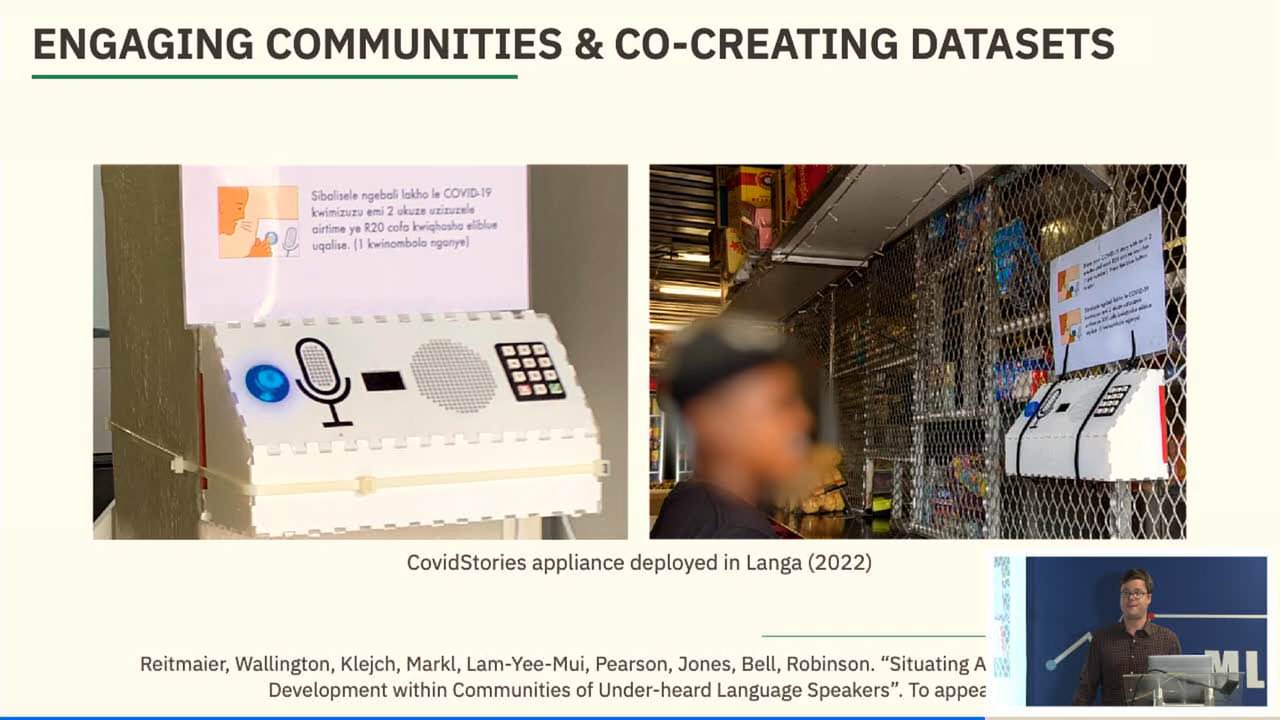 ENGAGING COMMUNITIES & CO-CREATING DATASETS
Sibalisele ngebali lakho le COVID-19
kwimizuzu emi 2 ukuze uzizuzele
airtime ye R20 cofa kwiqhosha eliblue
uqalise. (1 kwinombolo nganye)
CovidStories appliance deployed in Langa (2022)
Reitmaier, Wallington, Klejch, Markl, Lam-Yee-Mui, Pearson, Jones, Bell, Robinson. “Situating A
Development within Communities of Under-heard Language Speakers”. To appea
ML